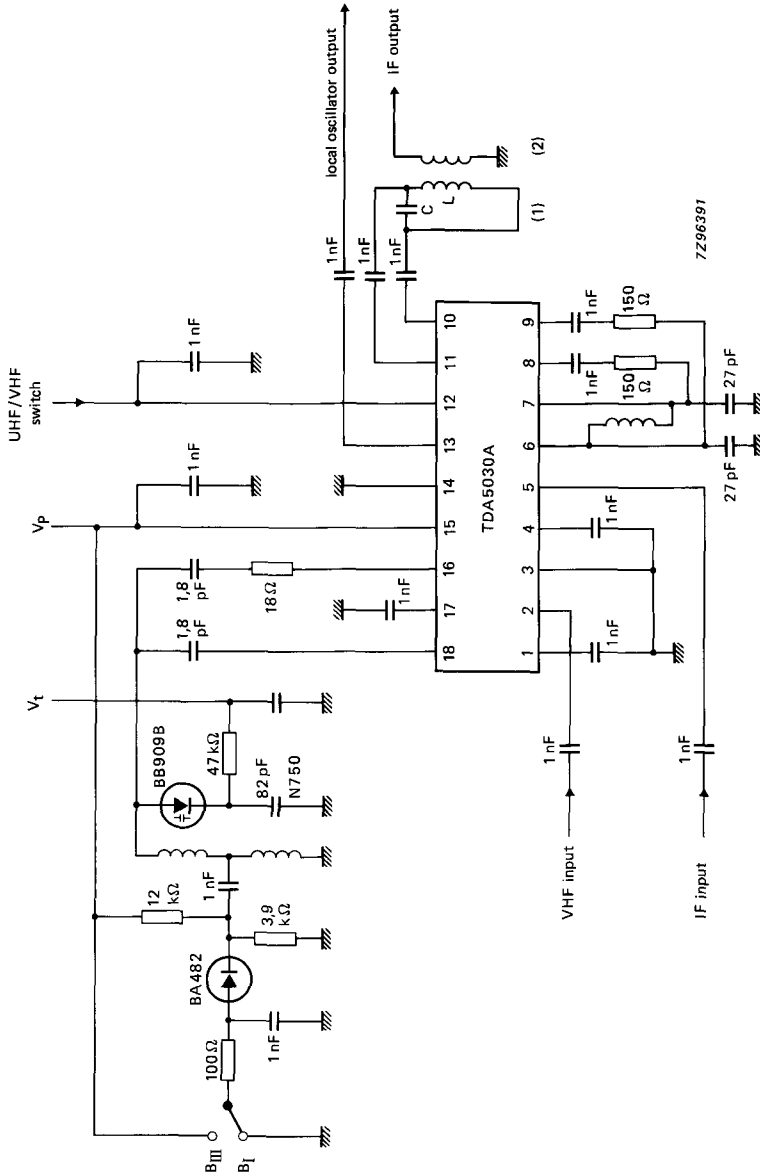 local oscillator output
IF output
UHF/VHF
switch
1 nF
VP
1 nF
1,8
pF
18 Ω
1,8
pF
1 nF
Vt
BB909B
47 kΩ
82 pF
N750
12
kΩ
1 nF
3,9
kΩ
BA482
1 nF
100 Ω
BIII
BI
1 nF
1 nF
1 nF
C
L
(1)
(2)
18
17
16
15
14
13
12
11
10
TDA5030A
1
2
3
4
5
6
7
8
9
1 nF
1 nF
1 nF
VHF input
1 nF
IF input
27 pF
27 pF
1 nF
150
Ω
1 nF
150
Ω
7Z96391